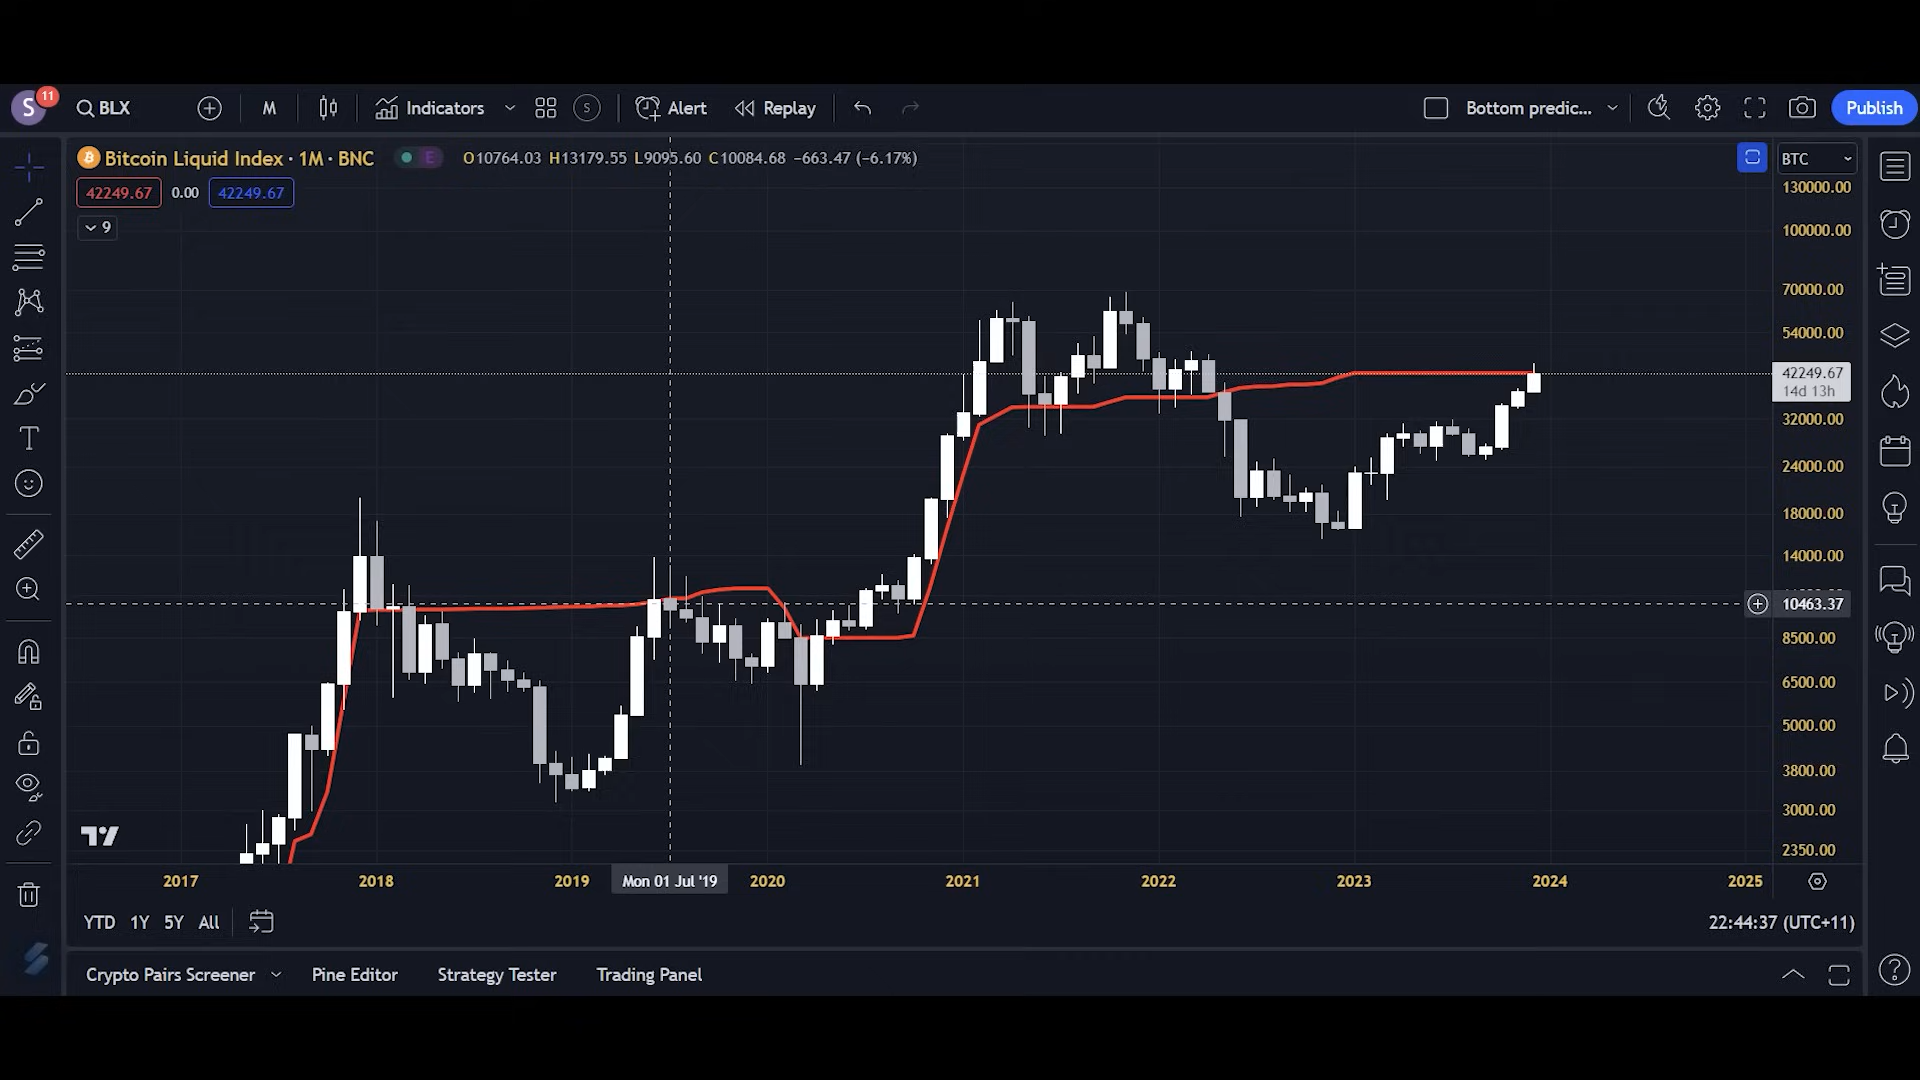 S 11 BLX M Indicators S Alert Replay Bottom predic... Publish
Bitcoin Liquid Index · 1M · BNC E O10764.03 H13179.55 L9095.60 C10084.68 −663.47 (−6.17%) BTC
42249.67 0.00 42249.67
9
130000.00
100000.00
70000.00
54000.00
42249.67
14d 13h
32000.00
24000.00
18000.00
14000.00
10463.37
8500.00
6500.00
5000.00
3800.00
3000.00
2350.00
2017 2018 2019 Mon 01 Jul '19 2020 2021 2022 2023 2024 2025
YTD 1Y 5Y All 22:44:37 (UTC+11)
Crypto Pairs Screener Pine Editor Strategy Tester Trading Panel